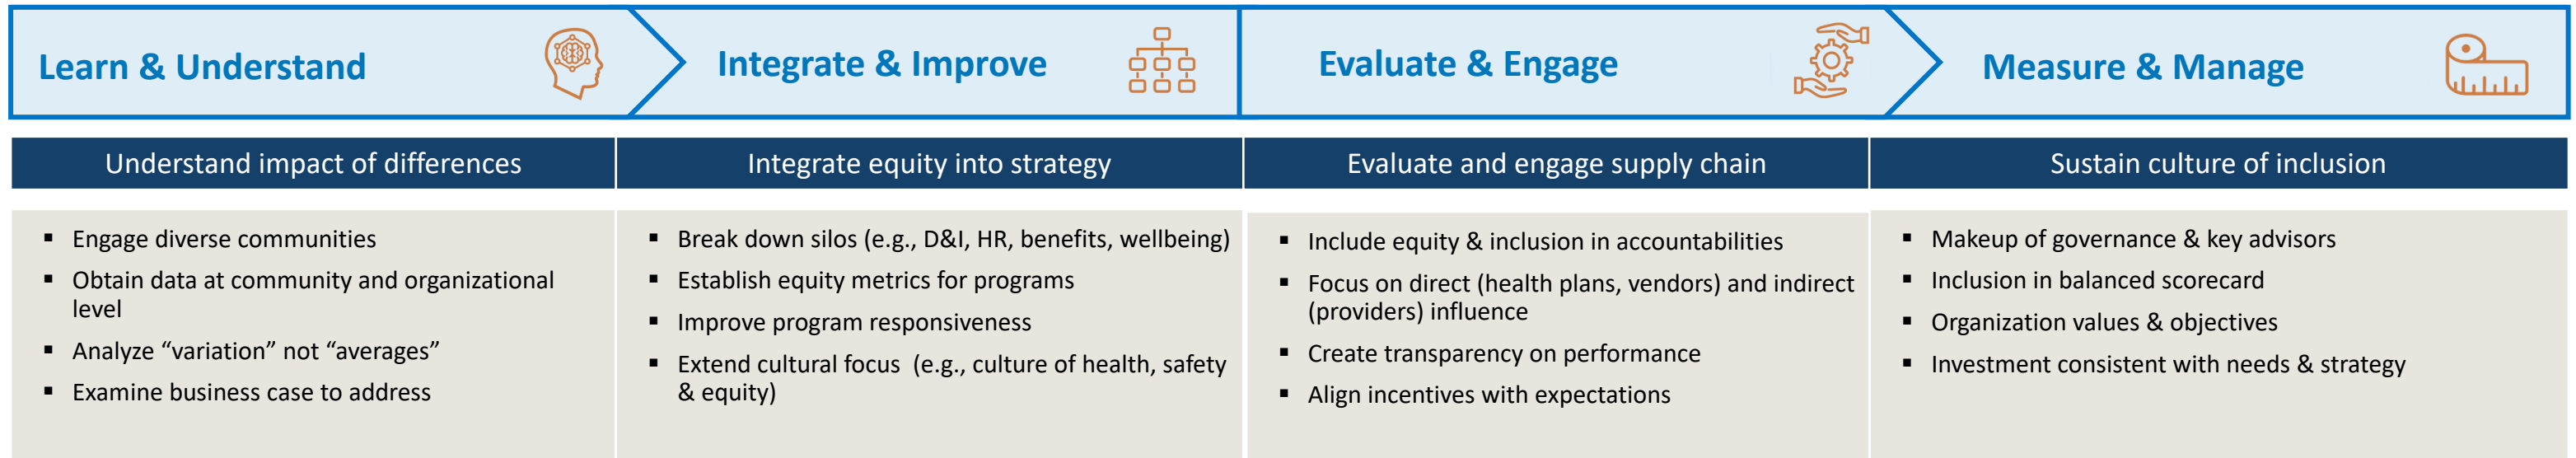 Learn & Understand
Integrate & Improve
Evaluate & Engage
Measure & Manage
Understand impact of differences
Integrate equity into strategy
Evaluate and engage supply chain
Sustain culture of inclusion
▪ Engage diverse communities
▪ Obtain data at community and organizational
level
▪ Analyze “variation” not “averages”
▪ Examine business case to address
▪ Break down silos (e.g., D&I, HR, benefits, wellbeing)
▪ Establish equity metrics for programs
▪ Improve program responsiveness
▪ Extend cultural focus  (e.g., culture of health, safety
& equity)
▪ Include equity & inclusion in accountabilities
▪ Focus on direct (health plans, vendors) and indirect
(providers) influence
▪ Create transparency on performance
▪ Align incentives with expectations
▪ Makeup of governance & key advisors
▪ Inclusion in balanced scorecard
▪ Organization values & objectives
▪ Investment consistent with needs & strategy